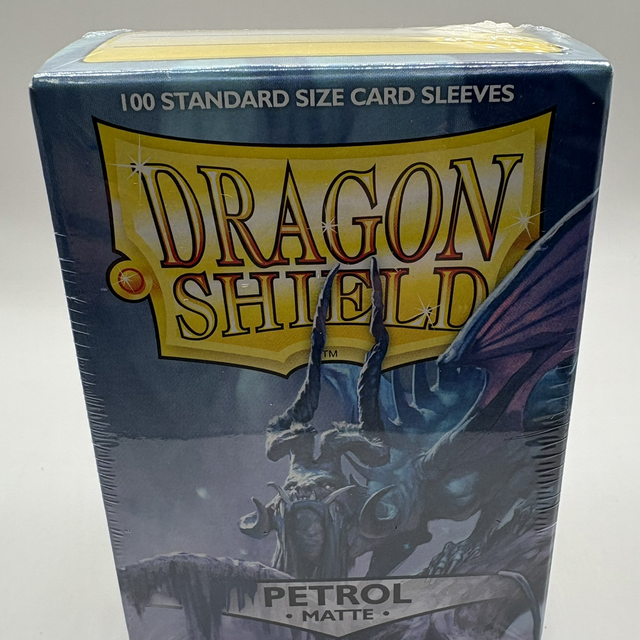 100 STANDARD SIZE CARD SLEEVES
DRAGON
SHIELD
TM
PETROL
• MATTE •